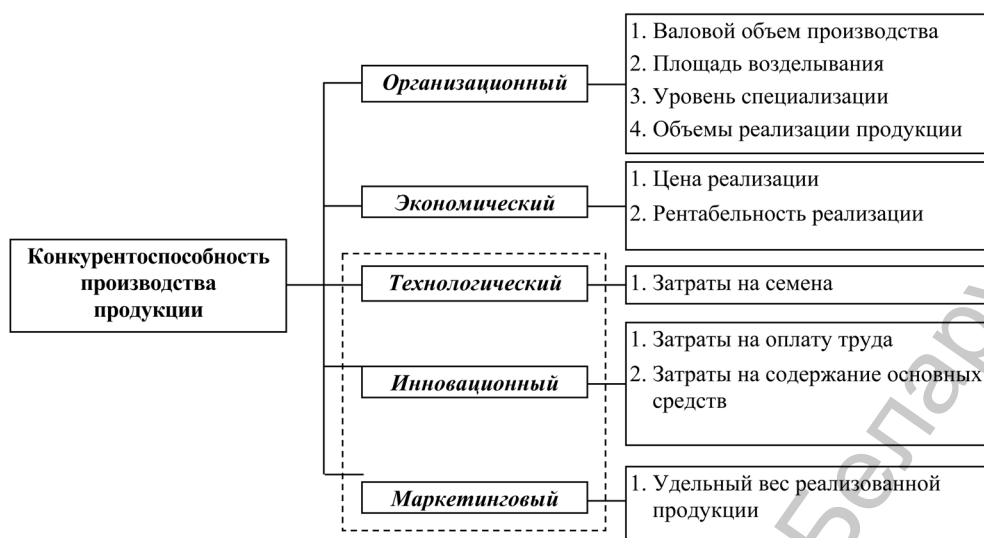 Конкурентоспособность
производства
продукции
Организационный
1. Валовой объем производства
2. Площадь возделывания
3. Уровень специализации
4. Объемы реализации продукции
Экономический
1. Цена реализации
2. Рентабельность реализации
Технологический
1. Затраты на семена
Инновационный
1. Затраты на оплату труда
2. Затраты на содержание основных
средств
Маркетинговый
1. Удельный вес реализованной
продукции